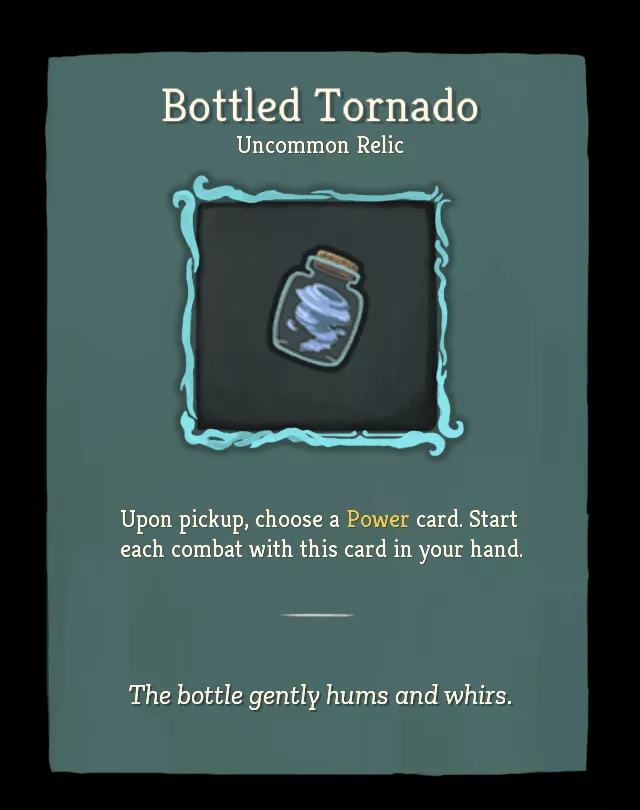 Bottled Tornado
Uncommon Relic
Upon pickup, choose a Power card. Start
each combat with this card in your hand.
The bottle gently hums and whirs.